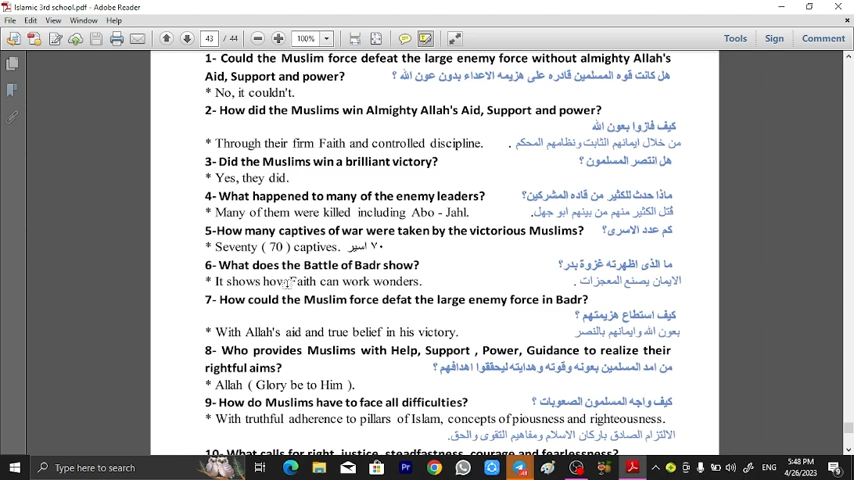 Islamic 3rd school.pdf - Adobe Reader
File Edit View Window Help
43 / 44 100% Tools Sign Comment
1- Could the Muslim force defeat the large enemy force without almighty Allah's
Aid, Support and power? هل كانت قوه المسلمين قادره على هزيمه الاعداء بدون عون الله ؟
* No, it couldn't.
2- How did the Muslims win Almighty Allah's Aid, Support and power?
كيف فازوا بعون الله
* Through their firm Faith and controlled discipline. من خلال ايمانهم الثابت ونظامهم المحكم .
3- Did the Muslims win a brilliant victory? هل انتصر المسلمون ؟
* Yes, they did.
4- What happened to many of the enemy leaders? ماذا حدث للكثير من قاده المشركين؟
* Many of them were killed including Abo - Jahl. قُتل الكثير منهم من بينهم ابو جهل.
5-How many captives of war were taken by the victorious Muslims? كم عدد الاسرى؟
* Seventy ( 70 ) captives. ٧٠ اسير
6- What does the Battle of Badr show? ما الذى اظهرته غزوة بدر؟
* It shows how Faith can work wonders. الايمان يصنع المعجزات .
7- How could the Muslim force defat the large enemy force in Badr?
كيف استطاع هزيمتهم ؟
* With Allah's aid and true belief in his victory. بعون الله وايمانهم بالنصر
8- Who provides Muslims with Help, Support , Power, Guidance to realize their
rightful aims? من امد المسلمين بعونه وقوته وهدايته ليحققوا اهدافهم ؟
* Allah ( Glory be to Him ).
9- How do Muslims have to face all difficulties? كيف واجه المسلمون الصعوبات ؟
* With truthful adherence to pillars of Islam, concepts of piousness and righteousness.
الالتزام الصادق باركان الاسلام ومفاهيم التقوى والحق.
10- What calls for right, justice, steadfastness, courage and fearlessness?
Type here to search
ENG
5:48 PM
4/26/2023